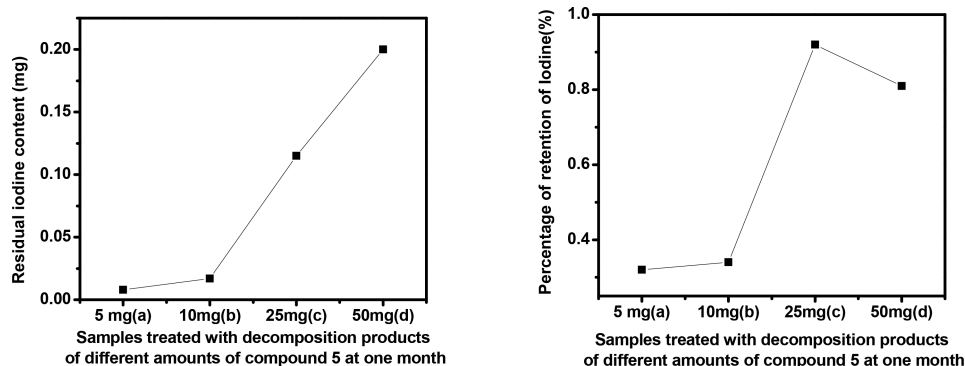 Residual iodine content (mg)
0.20
0.15
0.10
0.05
0.00
5 mg(a) 10mg(b) 25mg(c) 50mg(d)
Samples treated with decomposition products
of different amounts of compound 5 at one month
Percentage of retention of Iodine(%)
1.0
0.8
0.6
0.4
5 mg(a) 10mg(b) 25mg(c) 50mg(d)
Samples treated with decomposition products
of different amounts of compound 5 at one month